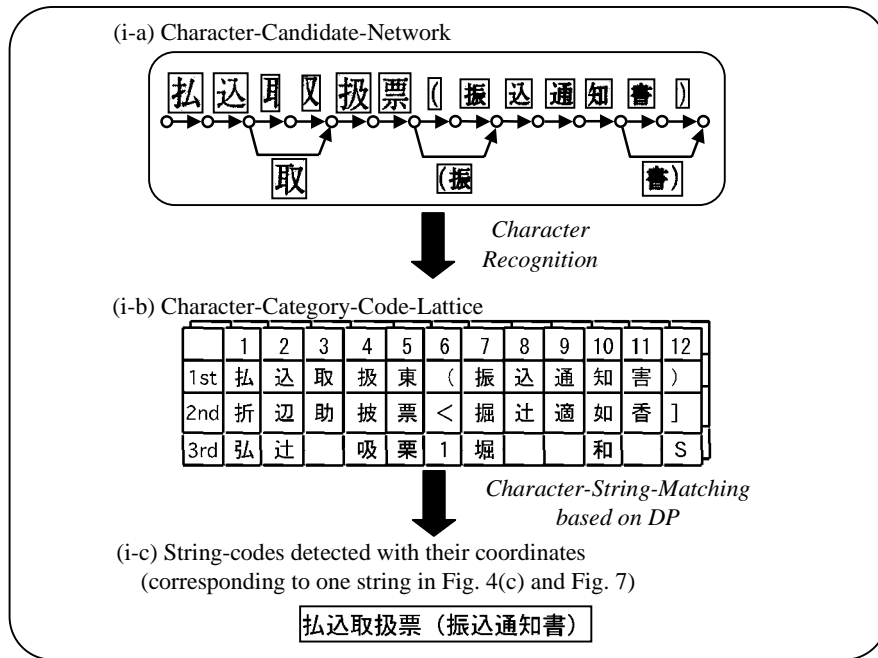 (i-a) Character-Candidate-Network
払 込 耳 又 扱 票 ( 振 込 通 知 書 )
取 (振 書)
Character
Recognition
(i-b) Character-Category-Code-Lattice
1 2 3 4 5 6 7 8 9 10 11 12
1st 払 込 取 扱 東 ( 振 込 通 知 害 )
2nd 折 辺 助 披 票 < 掘 辻 適 如 香 ]
3rd 弘 辻 吸 栗 1 堀 和 S
Character-String-Matching
based on DP
(i-c) String-codes detected with their coordinates
(corresponding to one string in Fig. 4(c) and Fig. 7)
払込取扱票（振込通知書）